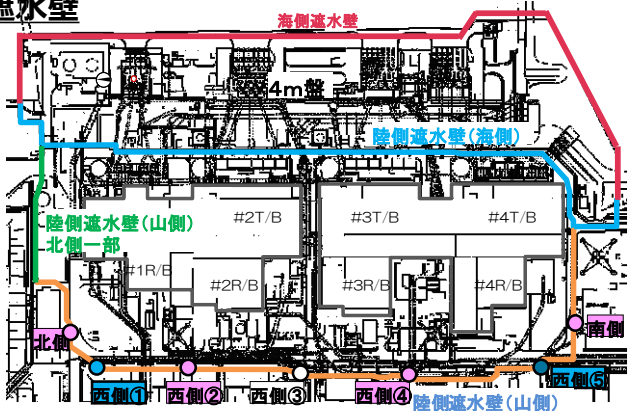 遮水壁
海側遮水壁
4m盤
陸側遮水壁(海側)
陸側遮水壁(山側)
北側一部
#2T/B
#3T/B
#4T/B
#1R/B
#2R/B
#3R/B
#4R/B
北側
南側
西側①
西側②
西側③
西側④
西側⑤
陸側遮水壁(山側)